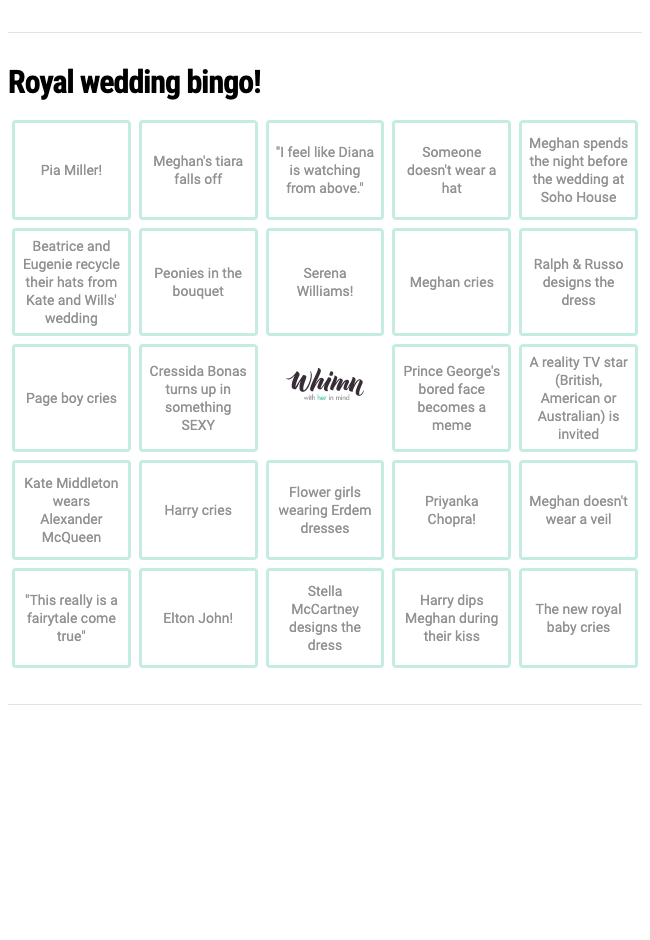 Royal wedding bingo!
Pia Miller!
Meghan's tiara
falls off
"I feel like Diana
is watching
from above."
Someone
doesn't wear a
hat
Meghan spends
the night before
the wedding at
Soho House
Beatrice and
Eugenie recycle
their hats from
Kate and Wills'
wedding
Peonies in the
bouquet
Serena
Williams!
Meghan cries
Ralph & Russo
designs the
dress
Page boy cries
Cressida Bonas
turns up in
something
SEXY
Whimn
with her in mind
Prince George's
bored face
becomes a
meme
A reality TV star
(British,
American or
Australian) is
invited
Kate Middleton
wears
Alexander
McQueen
Harry cries
Flower girls
wearing Erdem
dresses
Priyanka
Chopra!
Meghan doesn't
wear a veil
"This really is a
fairytale come
true"
Elton John!
Stella
McCartney
designs the
dress
Harry dips
Meghan during
their kiss
The new royal
baby cries